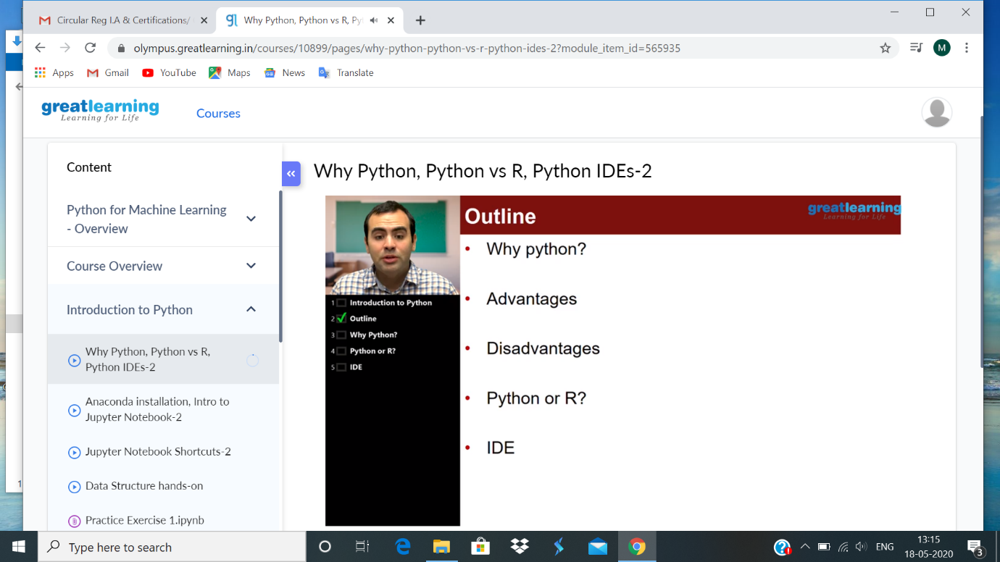 Circular Reg I.A & Certifications/
Why Python, Python vs R, Py
olympus.greatlearning.in/courses/10899/pages/why-python-python-vs-r-python-ides-2?module_item_id=565935
M
Apps
Gmail
YouTube
Maps
News
Translate
greatlearning
Learning for Life
Courses
Content
Python for Machine Learning
- Overview
Course Overview
Introduction to Python
Why Python, Python vs R,
Python IDEs-2
Anaconda installation, Intro to
Jupyter Notebook-2
Jupyter Notebook Shortcuts-2
Data Structure hands-on
Practice Exercise 1.ipynb
Why Python, Python vs R, Python IDEs-2
1 Introduction to Python
2 Outline
3 Why Python?
4 Python or R?
5 IDE
Outline
greatlearning
Learning for Life
• Why python?
• Advantages
• Disadvantages
• Python or R?
• IDE
Type here to search
ENG
13:15
18-05-2020
3